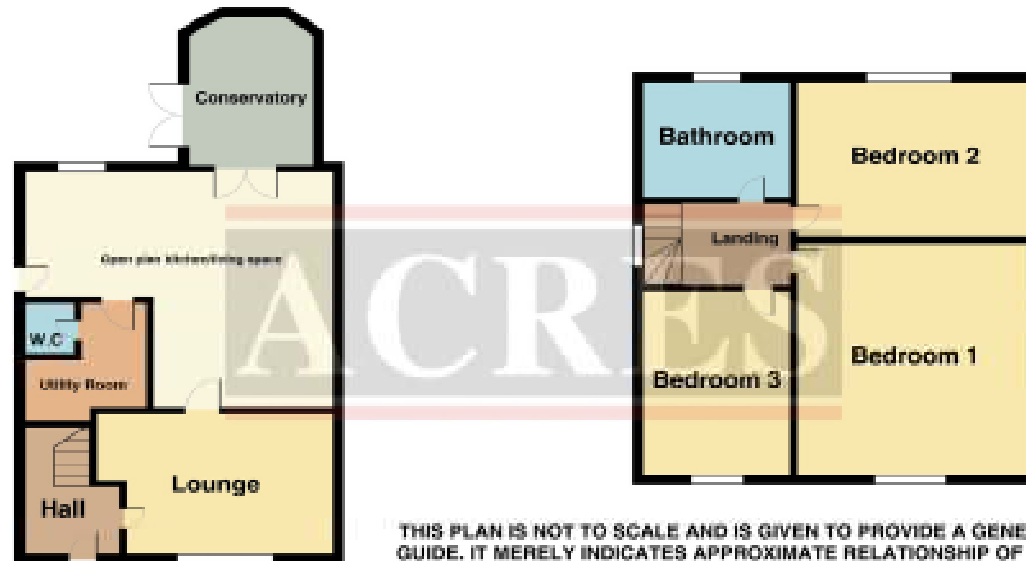 Conservatory
Open plan kitchen/living space
W.C
Utility Room
Lounge
Hall
Bathroom
Bedroom 2
Landing
Bedroom 1
Bedroom 3
ACRES
THIS PLAN IS NOT TO SCALE AND IS GIVEN TO PROVIDE A GENE
GUIDE. IT MERELY INDICATES APPROXIMATE RELATIONSHIP OF